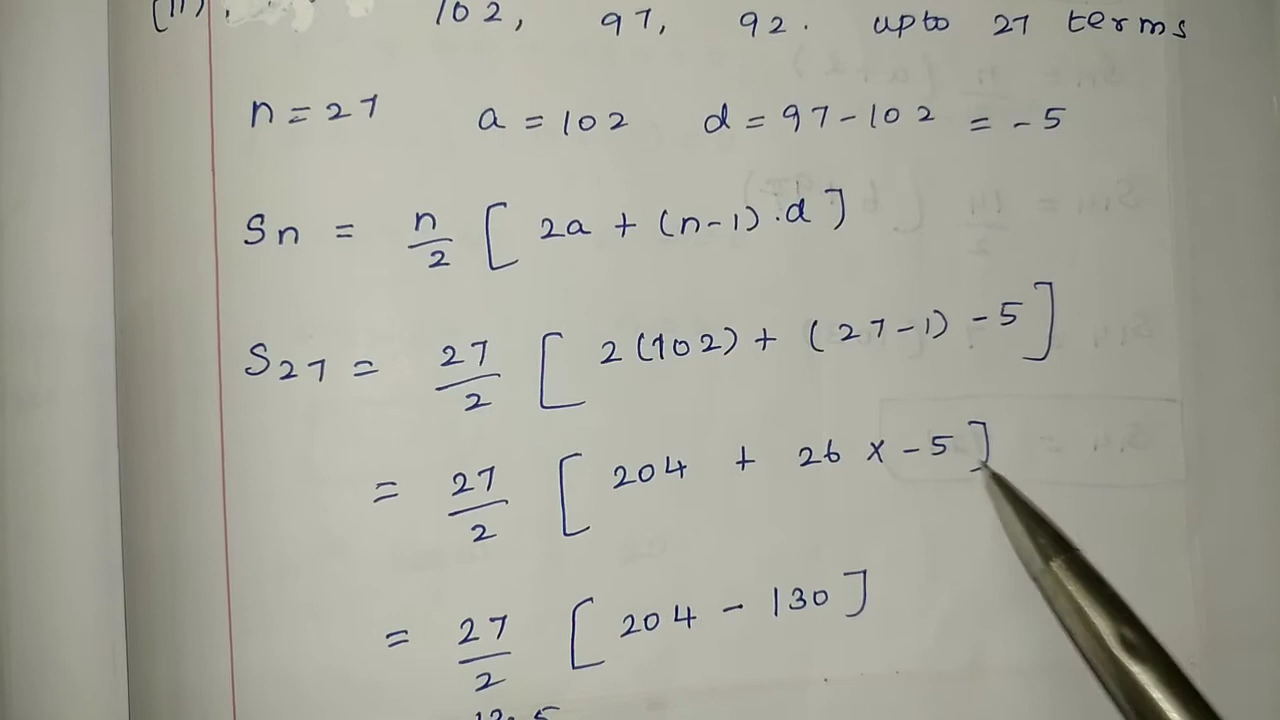 (ii), 102, 97, 92. upto 27 terms
n = 27 a = 102 d = 97 - 102 = -5
Sn = n/2 [ 2a + (n-1).d ]
S27 = 27/2 [ 2(102) + (27-1) -5 ]
= 27/2 [ 204 + 26 x -5 ]
= 27/2 [ 204 - 130 ]